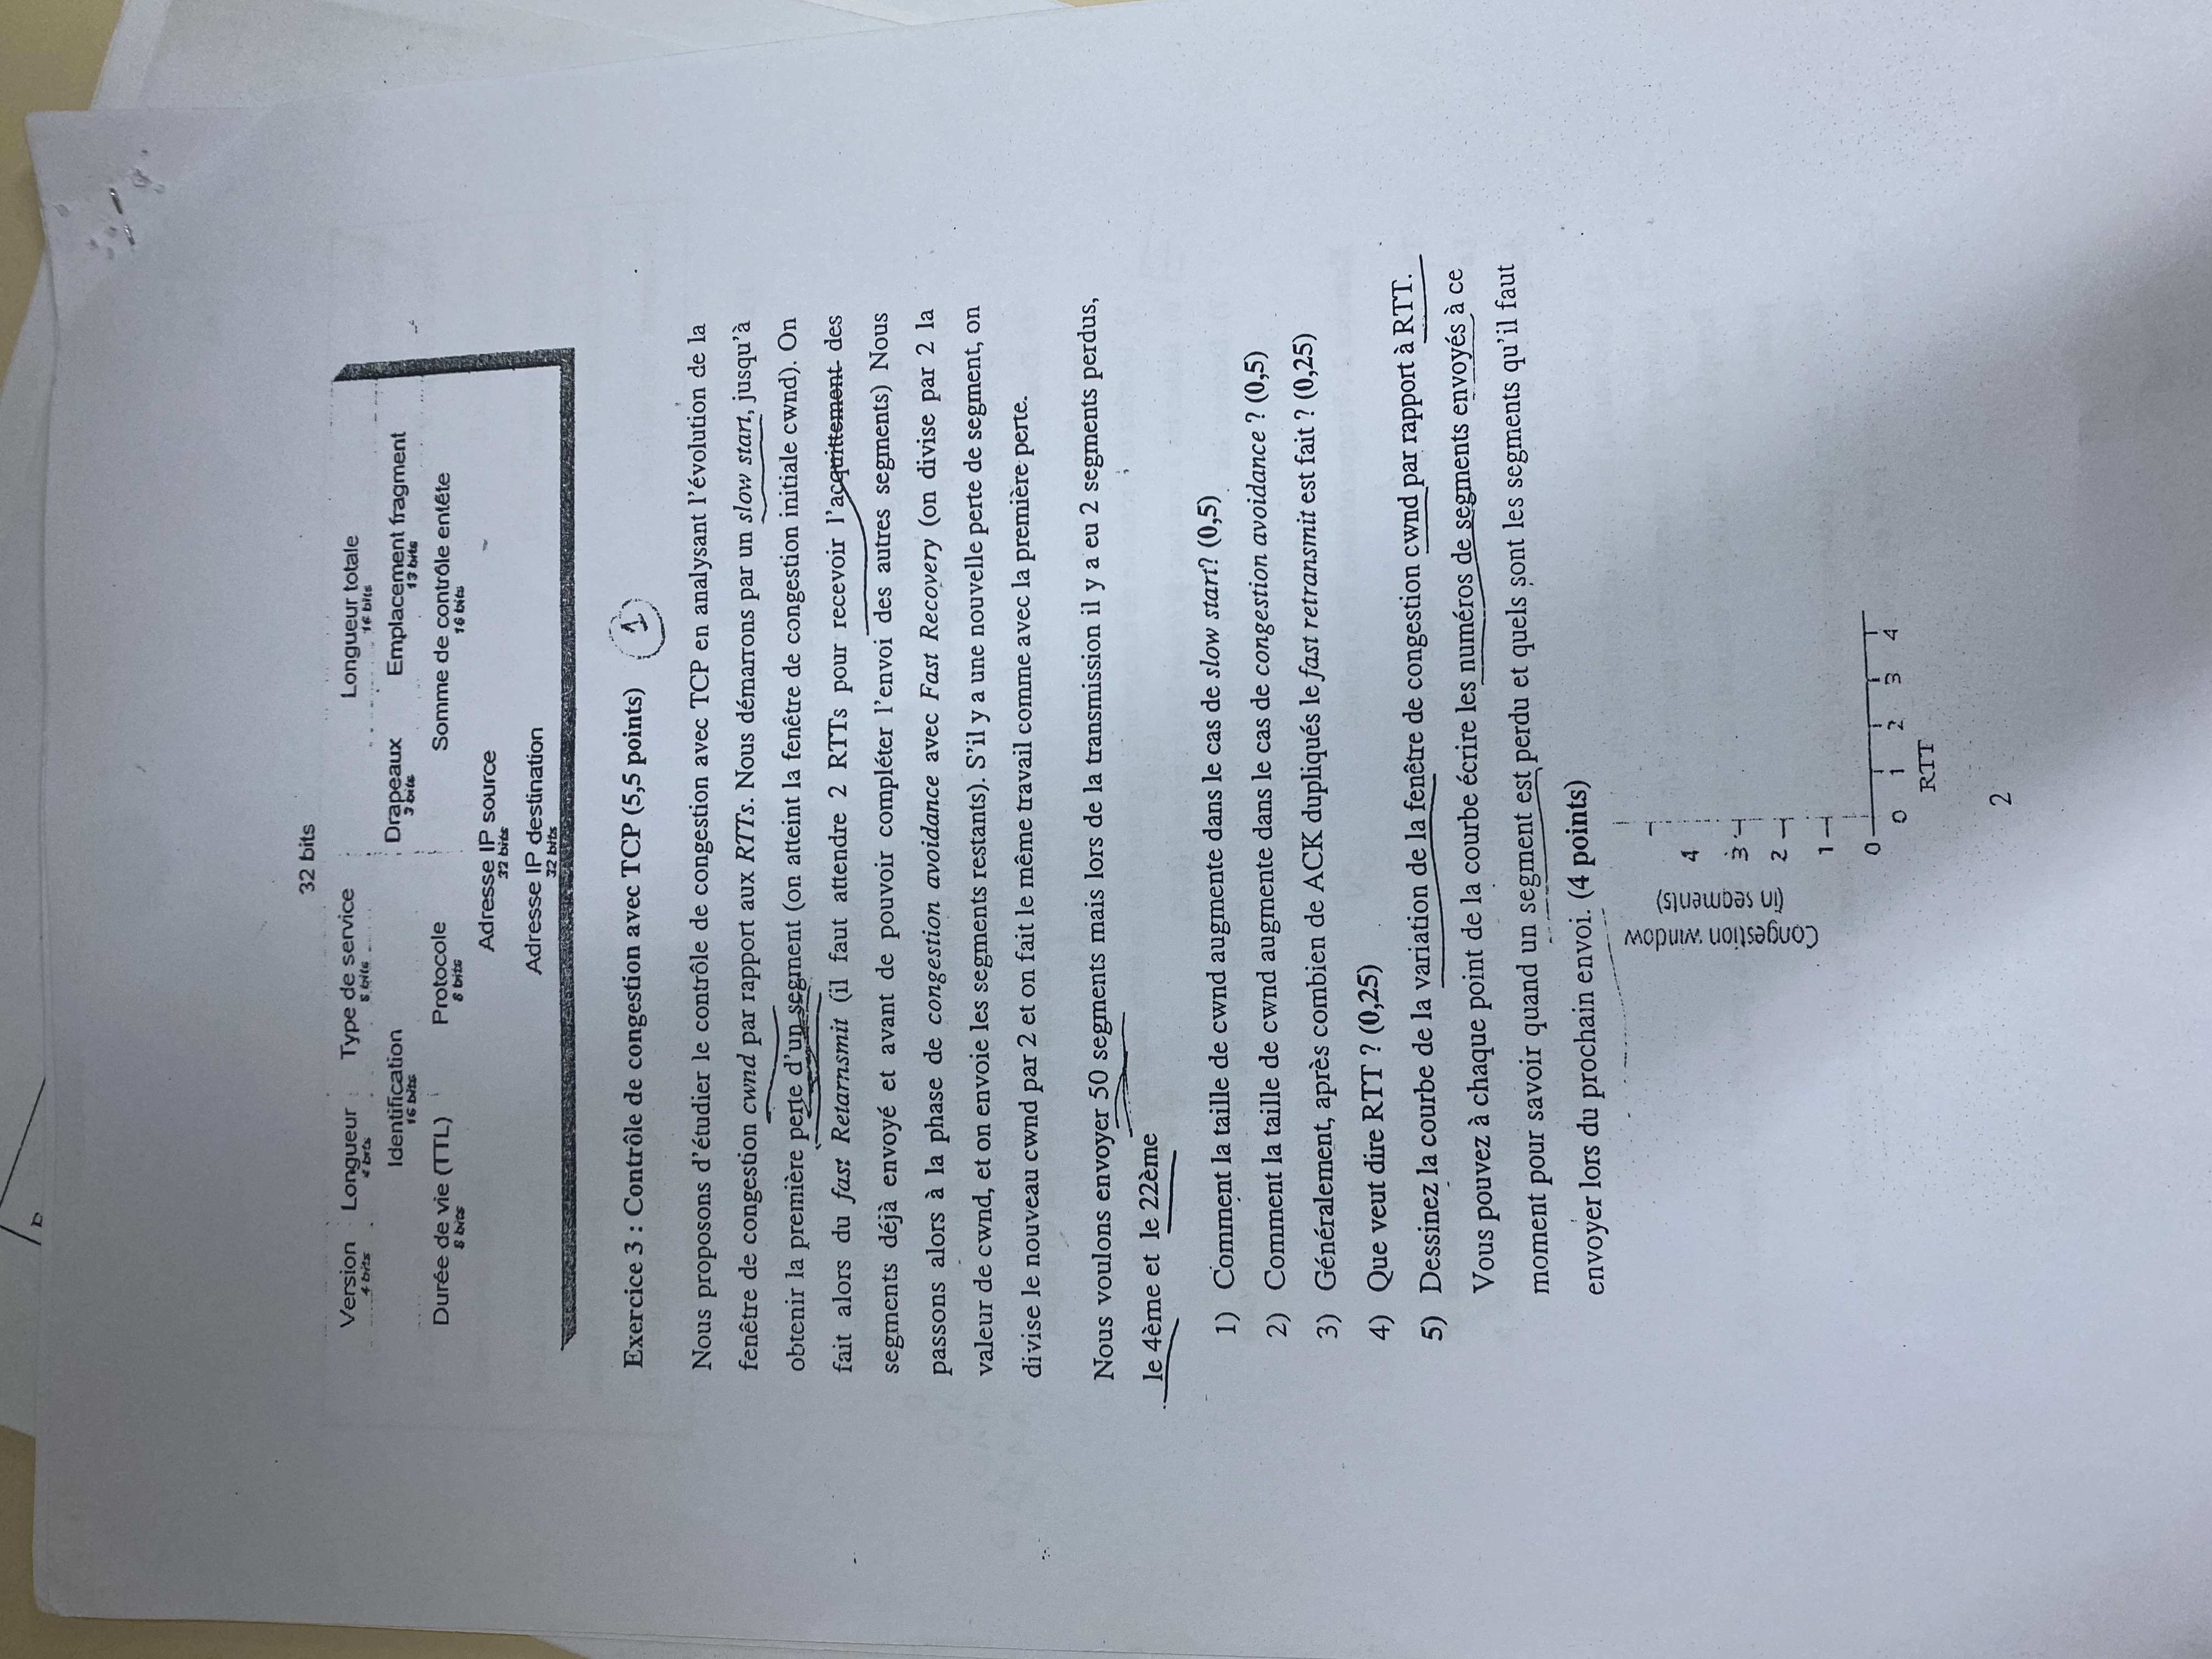 32 bits
Version Longueur Type de service Longueur totale
4 bits 4 bits 8 bits 16 bits
Identification Drapeaux Emplacement fragment
16 bits 3 bits 13 bits
Durée de vie (TTL) Protocole Somme de contrôle entête
8 bits 8 bits 16 bits
Adresse IP source
32 bits
Adresse IP destination
32 bits
Exercice 3 : Contrôle de congestion avec TCP (5,5 points) 1
Nous proposons d'étudier le contrôle de congestion avec TCP en analysant l'évolution de la
fenêtre de congestion cwnd par rapport aux RTTs. Nous démarrons par un slow start, jusqu'à
obtenir la première perte d'un segment (on atteint la fenêtre de congestion initiale cwnd). On
fait alors du fast Retarnsmit (il faut attendre 2 RTTs pour recevoir l'acquittement des
segments déjà envoyé et avant de pouvoir compléter l'envoi des autres segments) Nous
passons alors à la phase de congestion avoidance avec Fast Recovery (on divise par 2 la
valeur de cwnd, et on envoie les segments restants). S'il y a une nouvelle perte de segment, on
divise le nouveau cwnd par 2 et on fait le même travail comme avec la première perte.
Nous voulons envoyer 50 segments mais lors de la transmission il y a eu 2 segments perdus,
le 4ème et le 22ème
1) Comment la taille de cwnd augmente dans le cas de slow start? (0,5)
2) Comment la taille de cwnd augmente dans le cas de congestion avoidance ? (0,5)
3) Généralement, après combien de ACK dupliqués le fast retransmit est fait ? (0,25)
4) Que veut dire RTT ? (0,25)
5) Dessinez la courbe de la variation de la fenêtre de congestion cwnd par rapport à RTT.
Vous pouvez à chaque point de la courbe écrire les numéros de segments envoyés à ce
moment pour savoir quand un segment est perdu et quels sont les segments qu'il faut
envoyer lors du prochain envoi. (4 points)
Congestion window
(in segments)
4
3
2
1
0
0 1 2 3 4
RTT
2